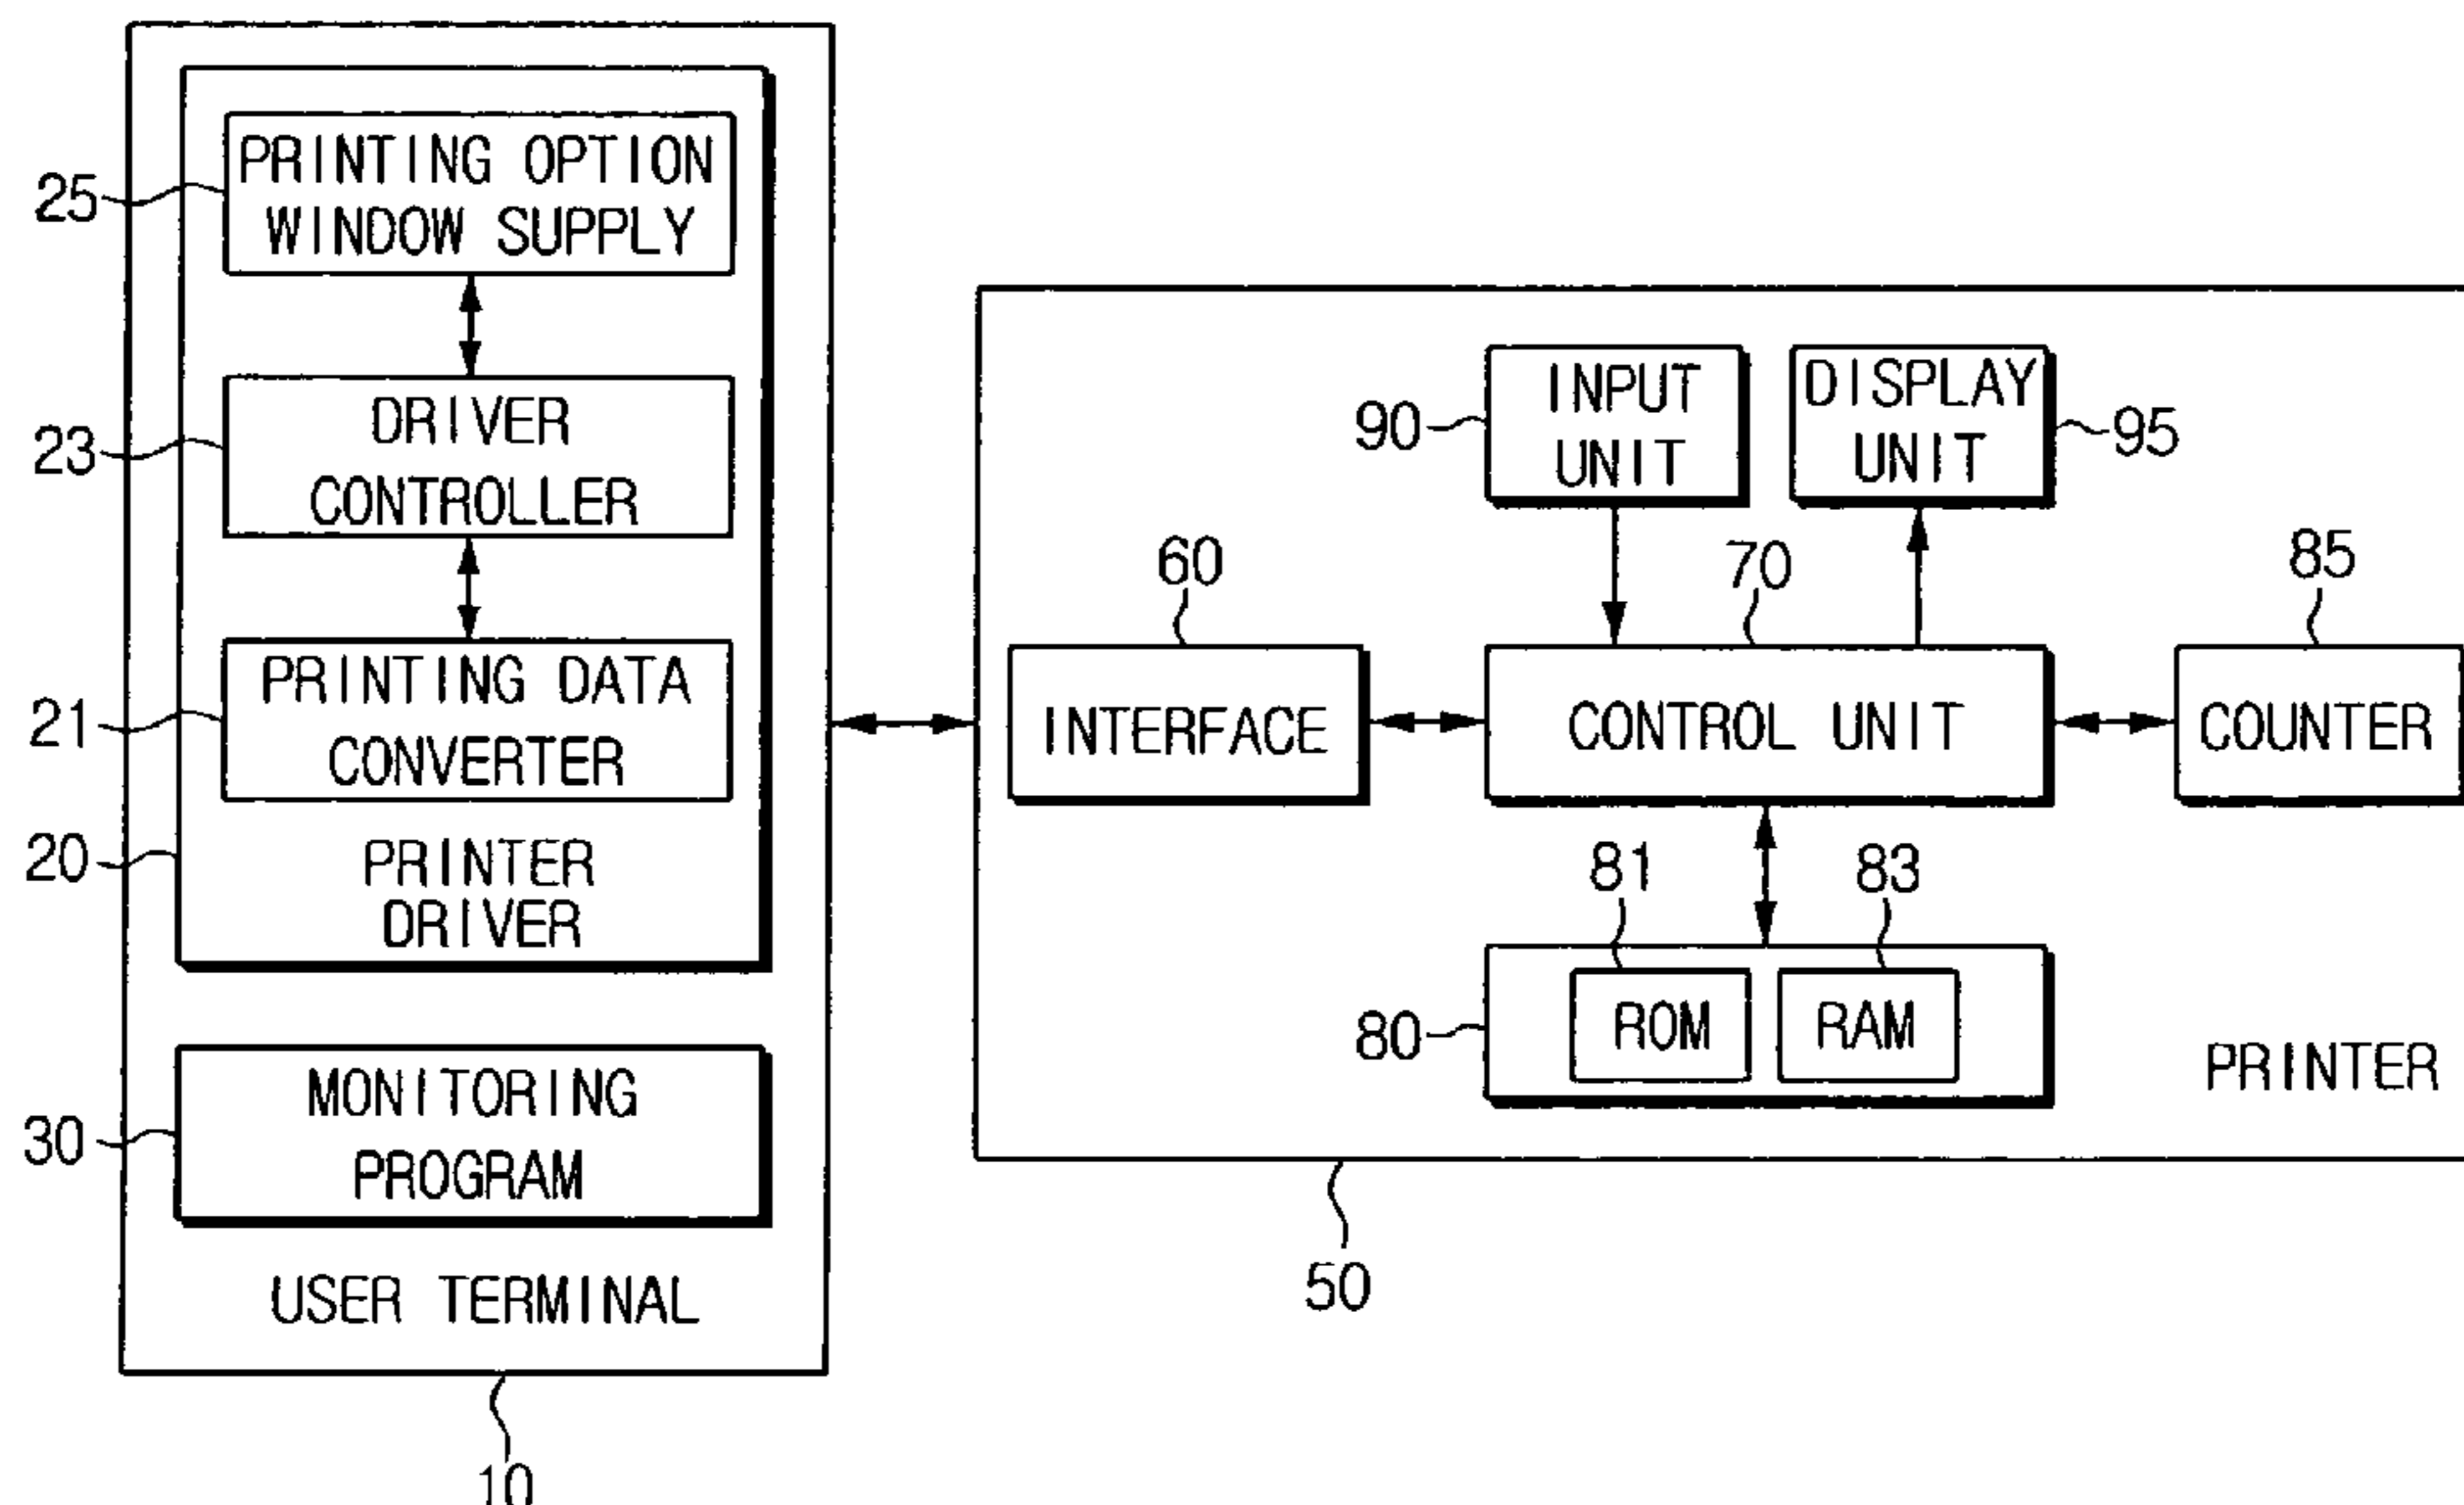 25
PRINTING OPTION
WINDOW SUPPLY
23
DRIVER
CONTROLLER
21
PRINTING DATA
CONVERTER
20
PRINTER
DRIVER
30
MONITORING
PROGRAM
USER TERMINAL
10
90
INPUT
UNIT
DISPLAY
UNIT
95
60
INTERFACE
70
CONTROL UNIT
85
COUNTER
81
83
80
ROM
RAM
PRINTER
50